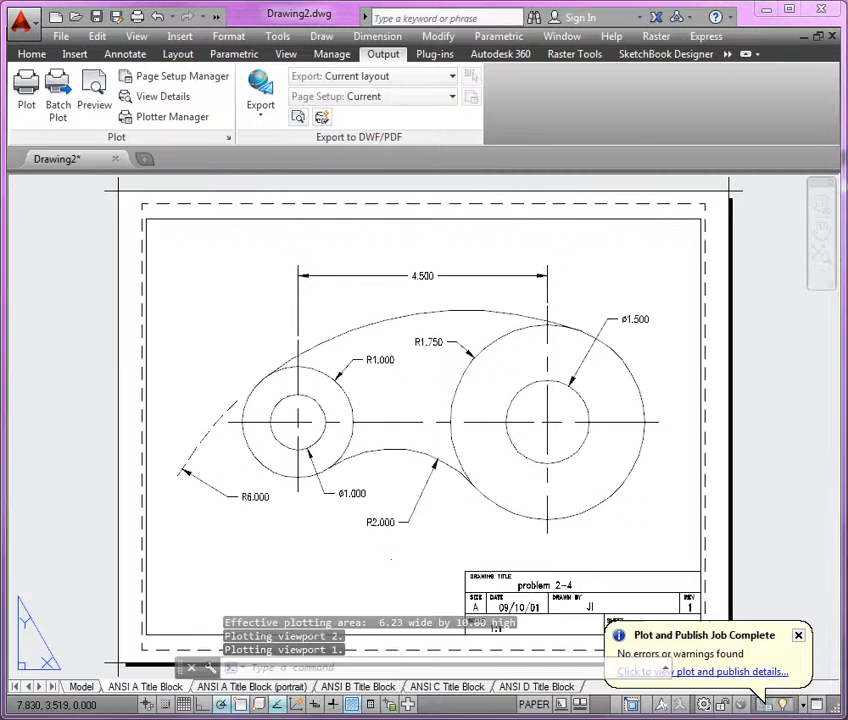 Drawing2.dwg
Type a keyword or phrase
Sign In
File Edit View Insert Format Tools Draw Dimension Modify Parametric Window Help Raster Express
Home Insert Annotate Layout Parametric View Manage Output Plug-ins Autodesk 360 Raster Tools SketchBook Designer
Plot
Batch Plot
Preview
Page Setup Manager
View Details
Plotter Manager
Export
Export: Current layout
Page Setup: Current
Plot
Export to DWF/PDF
Drawing2*
4.500
ø1.500
R1.750
R1.000
R6.000
ø1.000
R2.000
DRAWING TITLE
problem 2-4
SIZE DATE DRAWN BY REV
A 09/10/01 JI 1
1:1
Effective plotting area: 6.23 wide by 10.00 high
Plotting viewport 2.
Plotting viewport 1.
Type a command
Plot and Publish Job Complete
No errors or warnings found
Click to view plot and publish details...
Model ANSI A Title Block ANSI A Title Block (portrait) ANSI B Title Block ANSI C Title Block ANSI D Title Block
7.830, 3.519, 0.000
PAPER
Y
X